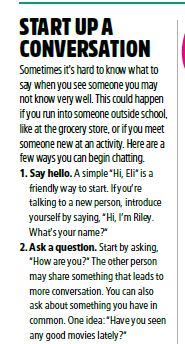 START UP A
CONVERSATION
Sometimes it's hard to know what to
say when you see someone you may
not know very well. This could happen
if you run into someone outside school,
like at the grocery store, or if you meet
someone new at an activity. Here are a
few ways you can begin chatting.
1. Say hello. A simple "Hi, Eli" is a
friendly way to start. If you're
talking to a new person, introduce
yourself by saying, "Hi, I'm Riley.
What's your name?"
2. Ask a question. Start by asking,
"How are you?" The other person
may share something that leads to
more conversation. You can also
ask about something you have in
common. One idea: "Have you seen
any good movies lately?"